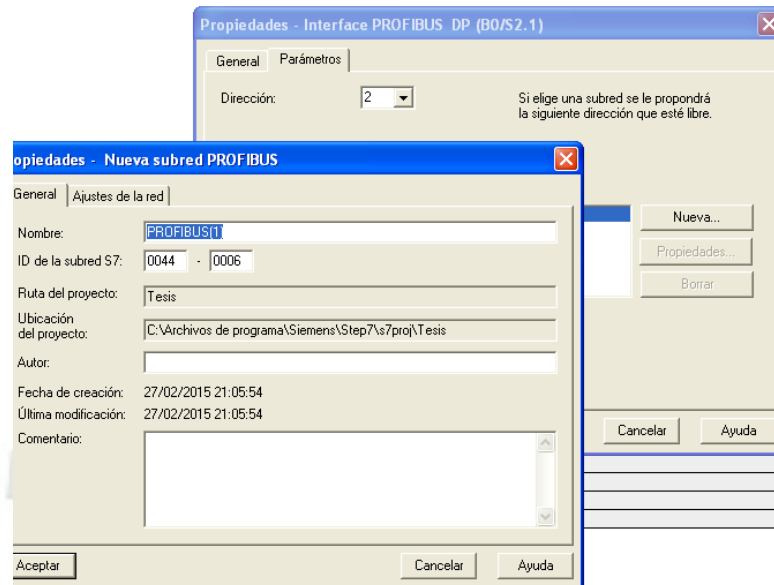 Propiedades - Interface PROFIBUS DP (B0/S2.1)
General Parámetros
Dirección: 2 Si elige una subred se le propondrá
la siguiente dirección que esté libre.
opiedades - Nueva subred PROFIBUS
General Ajustes de la red
Nueva...
Nombre: PROFIBUS(1)
Propiedades...
ID de la subred S7: 0044 - 0006
Borrar
Ruta del proyecto: Tesis
Ubicación
del proyecto: C:\Archivos de programa\Siemens\Step7\s7proj\Tesis
Autor:
Fecha de creación: 27/02/2015 21:05:54
Última modificación: 27/02/2015 21:05:54
Cancelar Ayuda
Comentario:
Aceptar Cancelar Ayuda